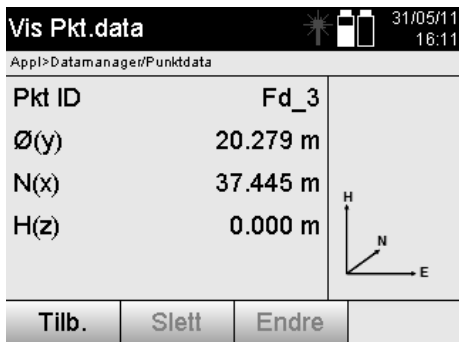 Vis Pkt.data
31/05/11
16:11
Appl>Datamanager/Punktdata
Pkt ID Fd_3
Ø(y) 20.279 m
N(x) 37.445 m
H(z) 0.000 m
H
N
E
Tilb. Slett Endre